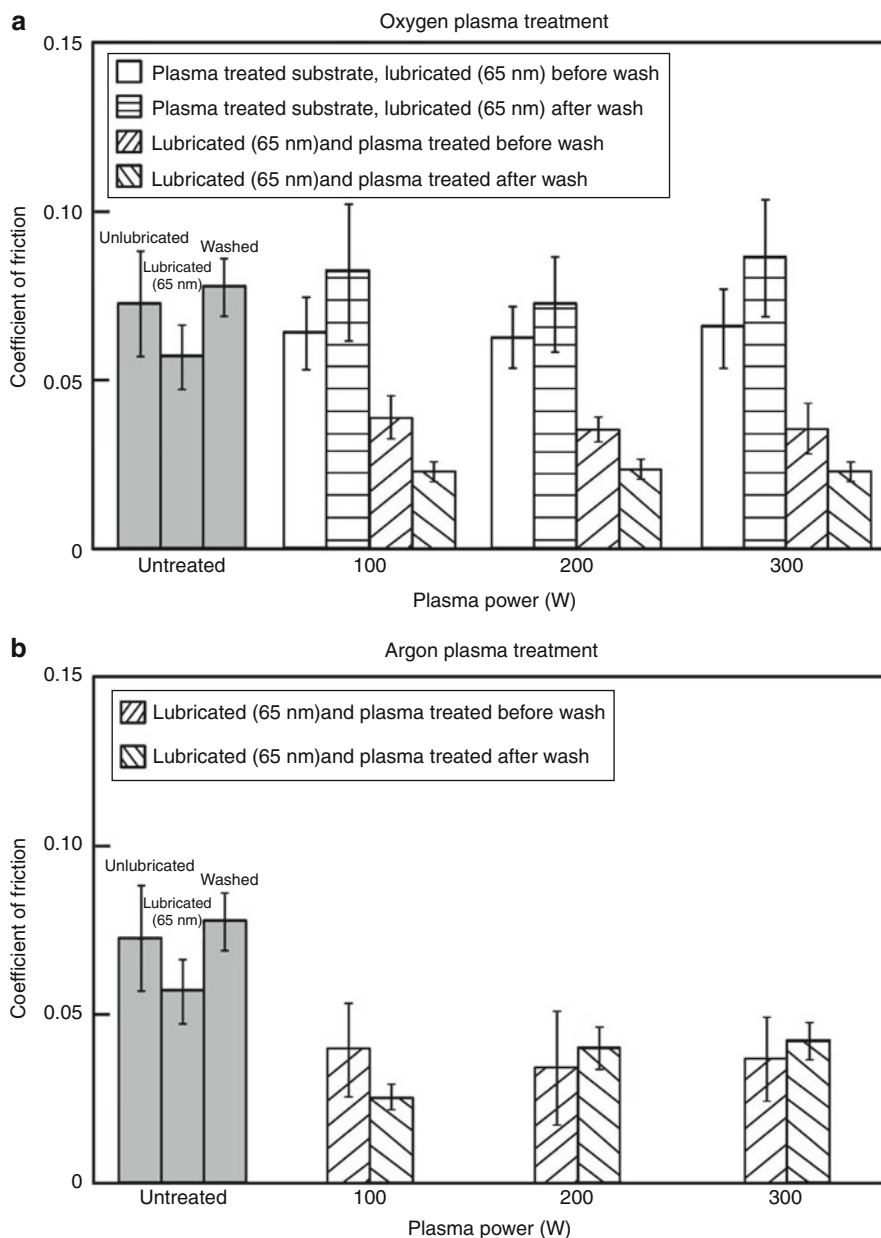 a
Oxygen plasma treatment
0.15
Plasma treated substrate, lubricated (65 nm) before wash
Plasma treated substrate, lubricated (65 nm) after wash
Lubricated (65 nm)and plasma treated before wash
Lubricated (65 nm)and plasma treated after wash
0.10
Unlubricated
Lubricated
(65 nm)
Washed
0.05
0
Coefficient of friction
Untreated
100
200
300
Plasma power (W)
b
Argon plasma treatment
0.15
Lubricated (65 nm)and plasma treated before wash
Lubricated (65 nm)and plasma treated after wash
0.10
Unlubricated
Lubricated
(65 nm)
Washed
0.05
0
Coefficient of friction
Untreated
100
200
300
Plasma power (W)